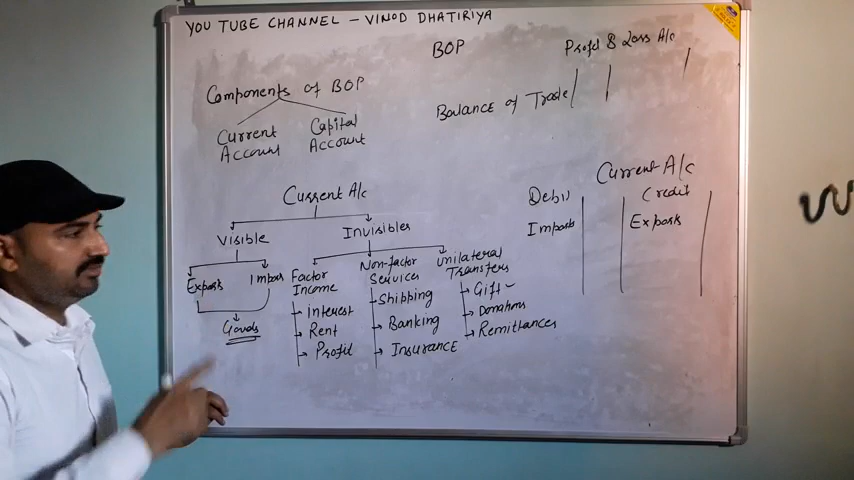 YOU TUBE CHANNEL - VINOD DHATIRIYA
BOP
Profit & Loss A/c
Components of BOP
Current Account
Capital Account
Balance of Trade
Current A/c
Debit
Credit
Imports
Exports
Current A/c
Visible
Invisibles
Exports
Import
Goods
Factor Income
interest
Rent
Profit
Non-factor Services
Shipping
Banking
Insurance
Unilateral Transfers
Gift
Donations
Remittances